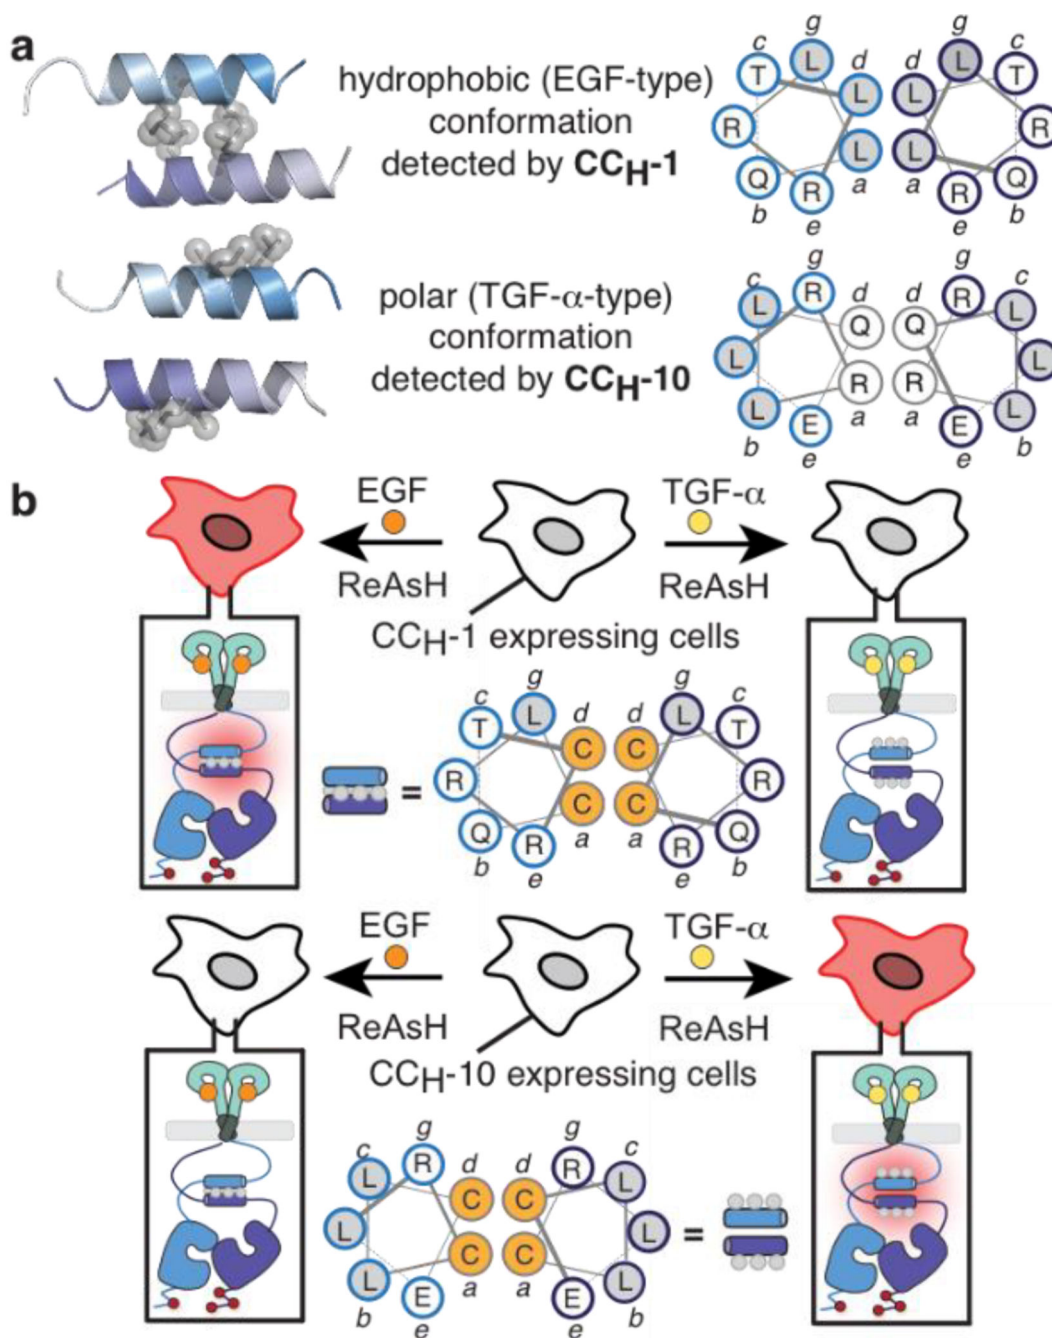 a
hydrophobic (EGF-type)
conformation
detected by CCH-1
g g
c c
T L d d L T
L L
R R
L L
Q R a a R Q
b b
e e
polar (TGF-α-type)
conformation
detected by CCH-10
g g
c c
L R d d R L
Q Q
L L
R R
L E a a E L
b b
e e
b
EGF
TGF-α
ReAsH
ReAsH
CCH-1 expressing cells
g g
c d d c
T L L T
C C
R R
= C C
Q R a a R Q
b b
e e
EGF
TGF-α
ReAsH
ReAsH
CCH-10 expressing cells
g g
c d d c
L R R L
C C
L L =
C C
L E a a E L
b b
e e